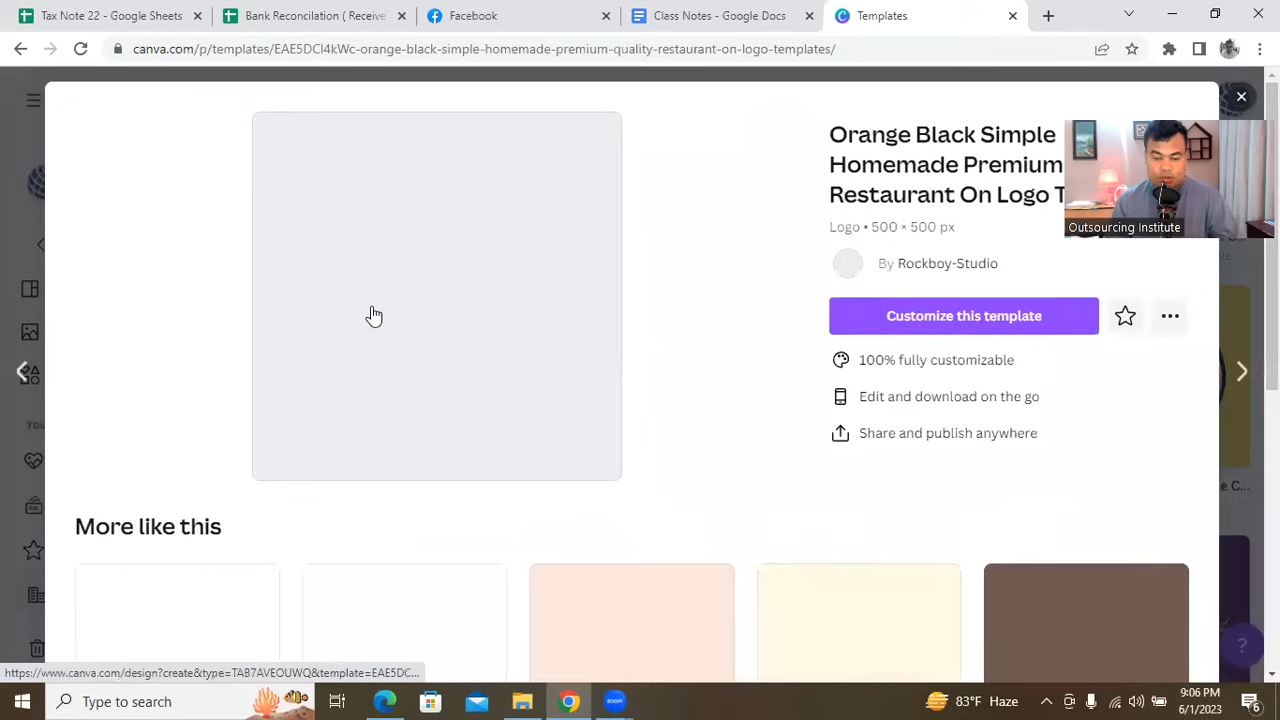 Tax Note 22 - Google Sheets
Bank Reconciliation ( Receive
Facebook
Class Notes - Google Docs
Templates
canva.com/p/templates/EAE5DCl4kWc-orange-black-simple-homemade-premium-quality-restaurant-on-logo-templates/
Orange Black Simple
Homemade Premium
Restaurant On Logo T
Outsourcing Institute
Logo • 500 × 500 px
By Rockboy-Studio
Customize this template
100% fully customizable
Edit and download on the go
Share and publish anywhere
You
e C...
More like this
?
https://www.canva.com/design?create&type=TAB7AVEOUWQ&template=EAE5DC...
Type here to search
zoom
83°F Haze
9:06 PM
6/1/2023
6